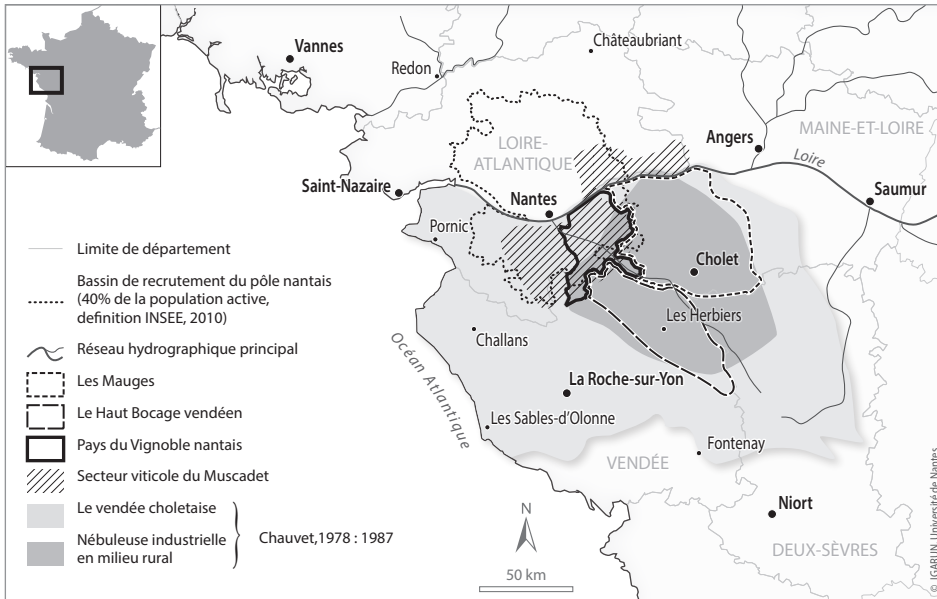 Vannes
Châteaubriant
Redon
LOIRE-
ATLANTIQUE
Angers
MAINE-ET-LOIRE
Loire
Saint-Nazaire
Nantes
Saumur
Pornic
Cholet
Les Herbiers
Challans
Océan Atlantique
La Roche-sur-Yon
Les Sables-d'Olonne
Fontenay
VENDÉE
Niort
DEUX-SÈVRES
Limite de département
Bassin de recrutement du pôle nantais
(40% de la population active,
definition INSEE, 2010)
Réseau hydrographique principal
Les Mauges
Le Haut Bocage vendéen
Pays du Vignoble nantais
Secteur viticole du Muscadet
Le vendée choletaise
Nébuleuse industrielle
en milieu rural
Chauvet,1978 : 1987
N
50 km
© IGARUN, Université de Nantes